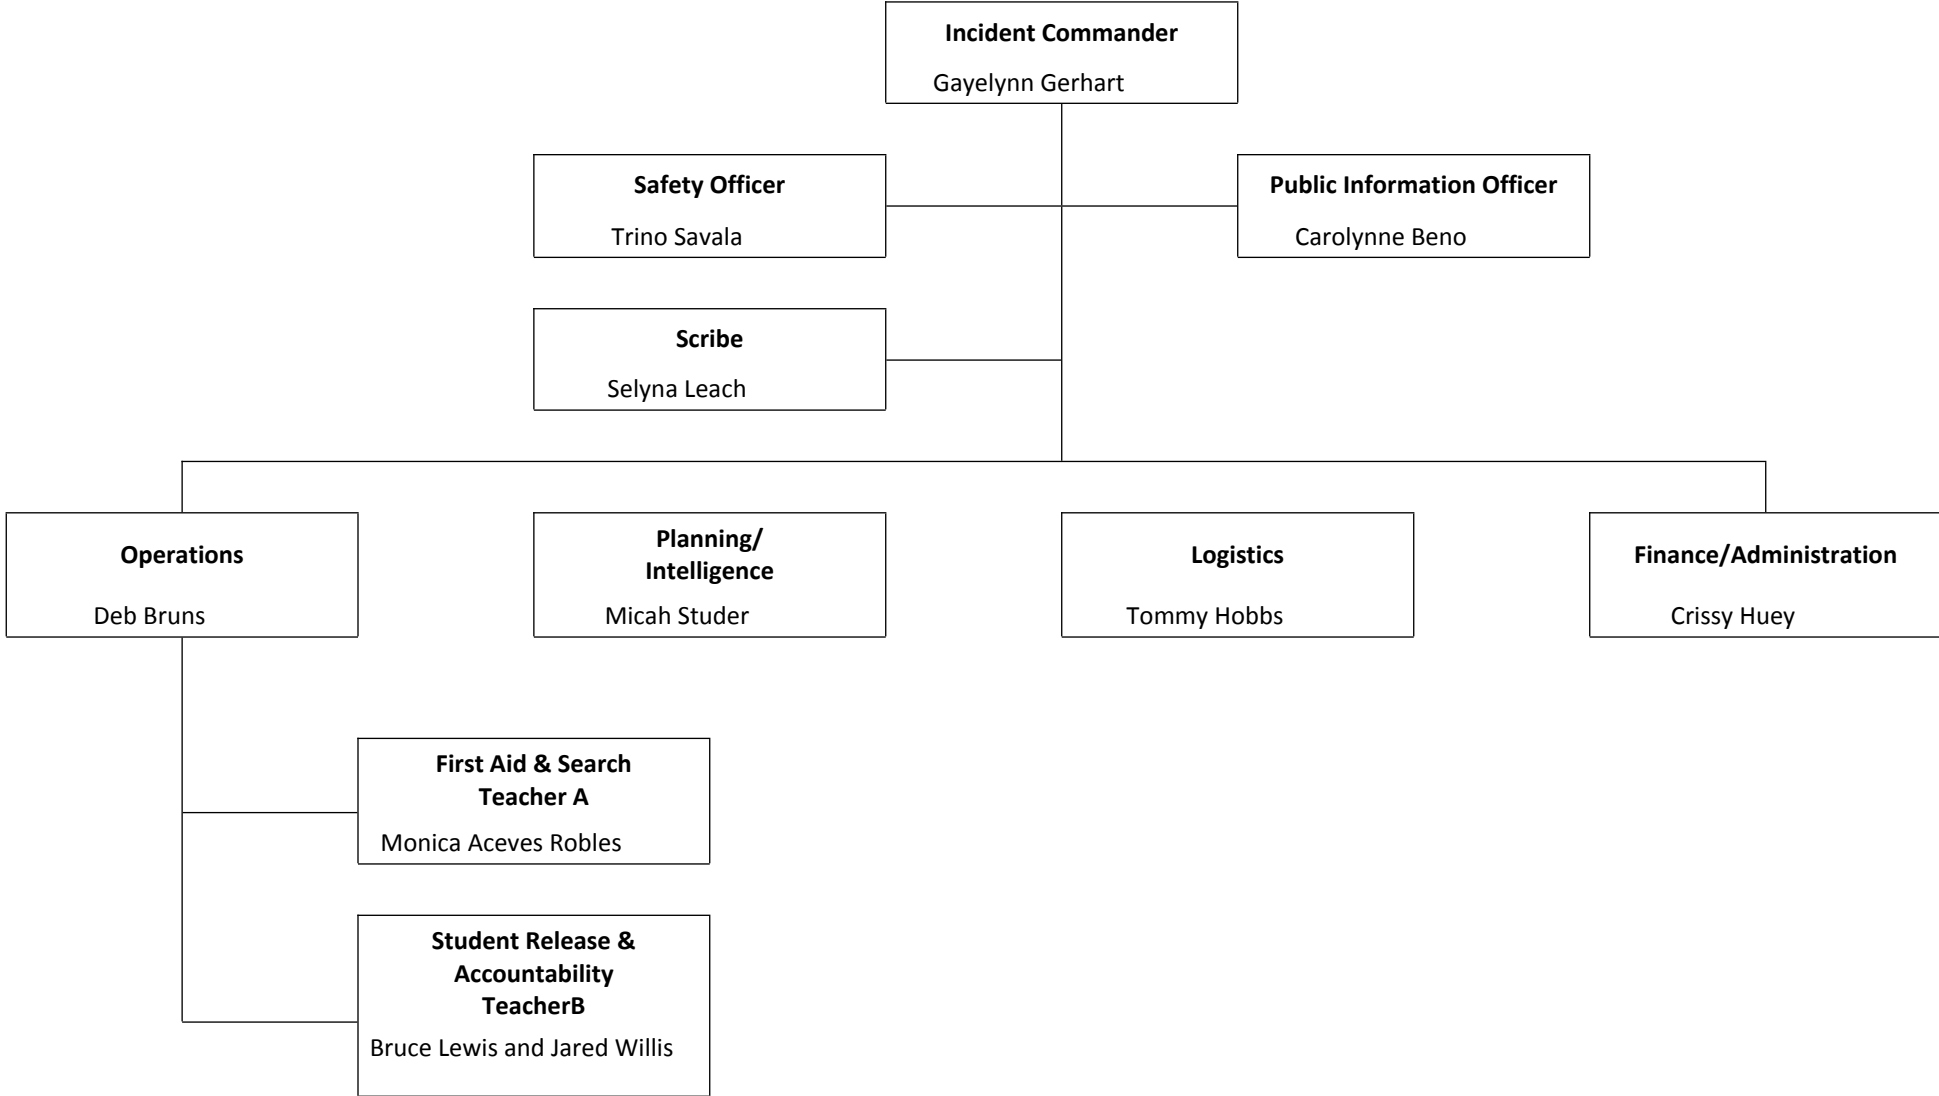 Incident Commander
Gayelynn Gerhart
Safety Officer
Trino Savala
Public Information Officer
Carolynne Beno
Scribe
Selyna Leach
Operations
Deb Bruns
Planning/
Intelligence
Micah Studer
Logistics
Tommy Hobbs
Finance/Administration
Crissy Huey
First Aid & Search
Teacher A
Monica Aceves Robles
Student Release &
Accountability
TeacherB
Bruce Lewis and Jared Willis